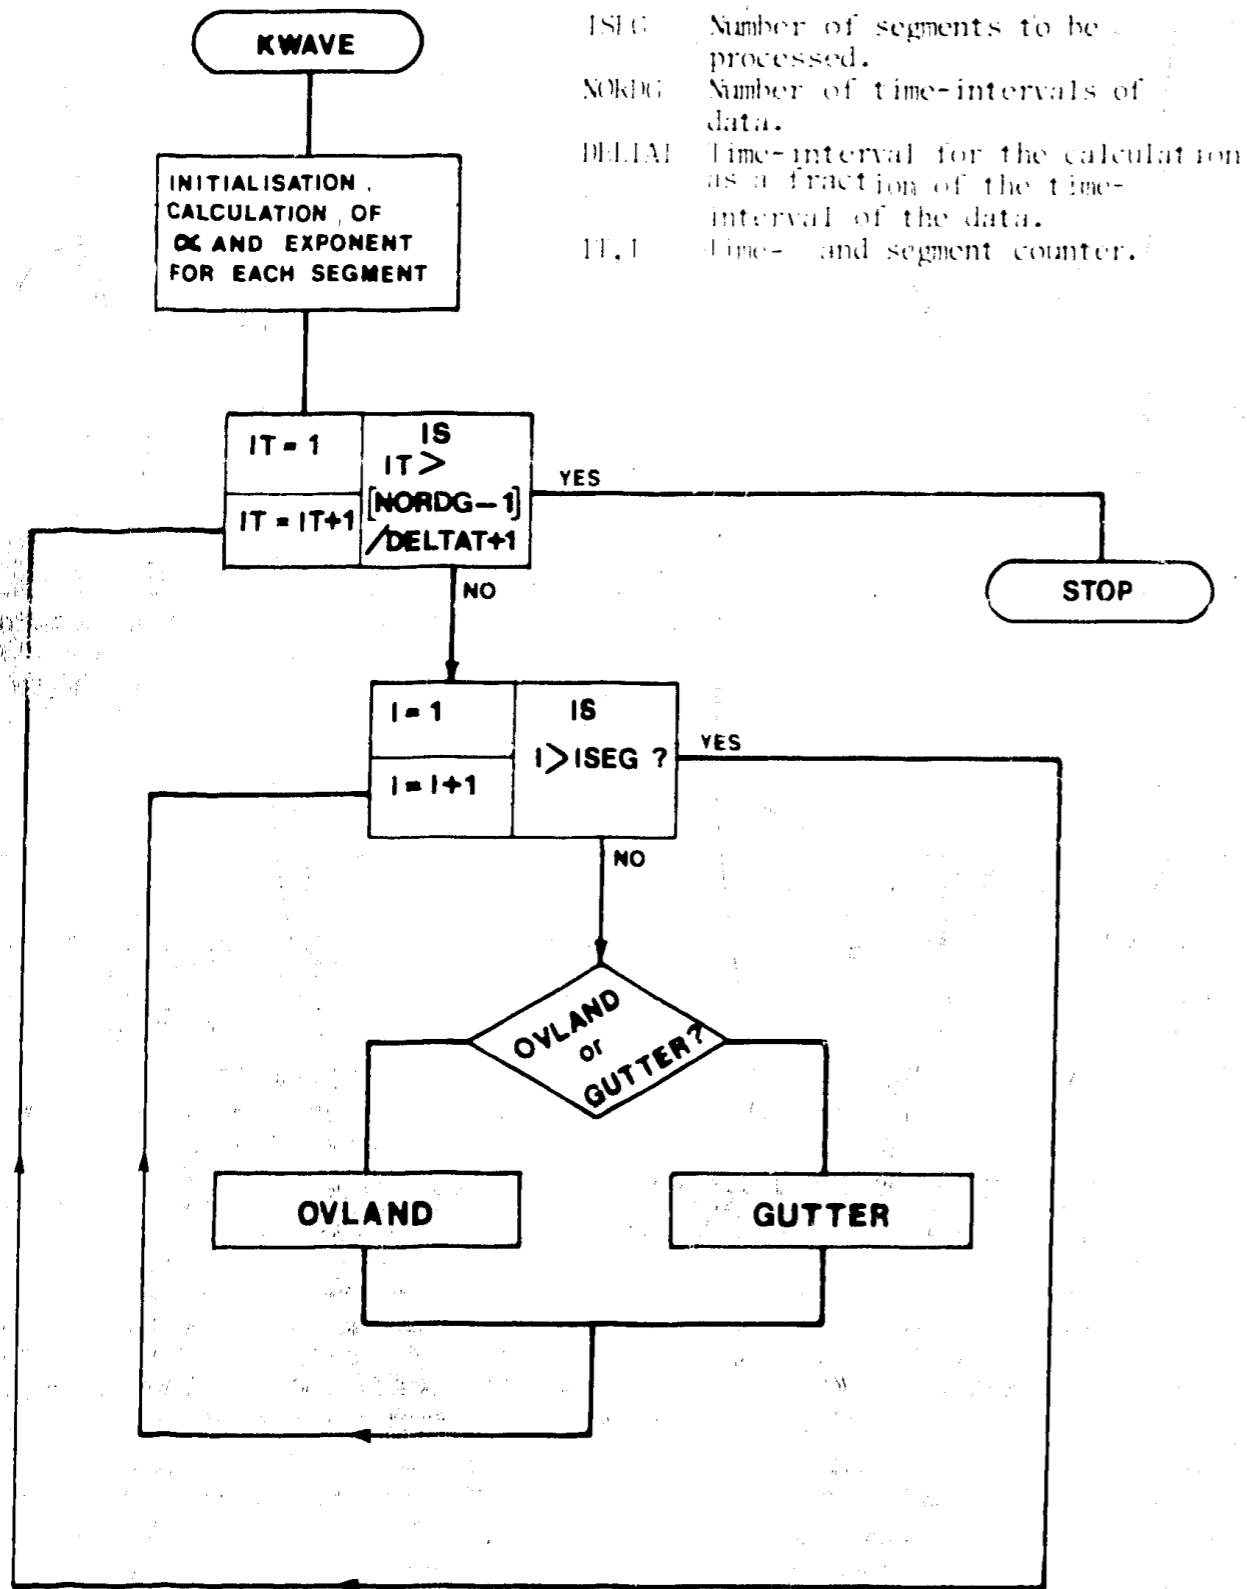 KWAVE
ISEG Number of segments to be
processed.
NORDG Number of time-intervals of
data.
DELTAT Time-interval for the calculation
as a fraction of the time-
interval of the data.
IT,I Time- and segment counter.
INITIALISATION,
CALCULATION, OF
α AND EXPONENT
FOR EACH SEGMENT
IT = 1
IT = IT+1
IS
IT >
[NORDG-1]
/DELTAT+1
YES
STOP
NO
I = 1
I = I+1
IS
I>ISEG ?
YES
NO
OVLAND
or
GUTTER?
OVLAND
GUTTER